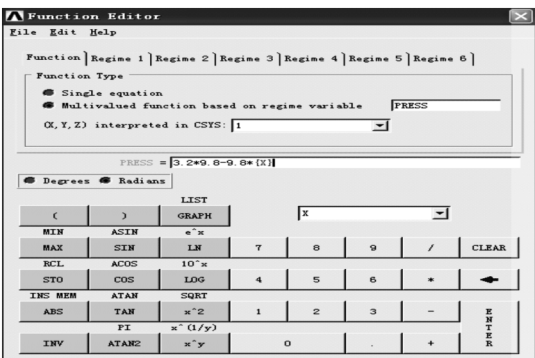 Function Editor
File Edit Help
Function Regime 1 Regime 2 Regime 3 Regime 4 Regime 5 Regime 6
Function Type
Single equation
Multivalued function based on regime variable PRESS
(X,Y,Z) interpreted in CSYS: 1
PRESS = 3.2*9.8-9.8*{X}
Degrees Radians
LIST
( ) GRAPH X
MIN ASIN e^x
MAX SIN LN 7 8 9 / CLEAR
RCL ACOS 10^x
STO COS LOG 4 5 6 *
INS MEM ATAN SQRT
ABS TAN x^2 1 2 3 - ENTER
PI x^(1/y)
INV ATAN2 x^y 0 . +